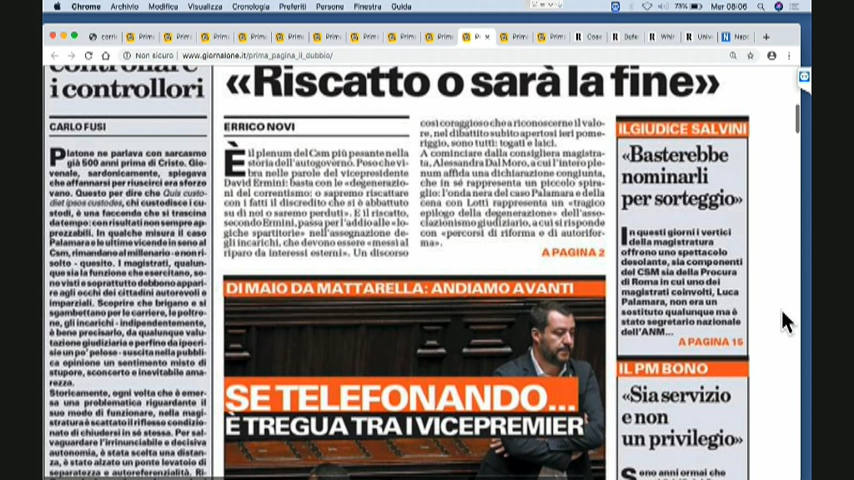 Chrome Archivio Modifica Visualizza Cronologia Preferiti Persone Finestra Guida 73% Mer 08:06
Non sicuro www.giornalone.it/prima_pagina_il_dubbio/
i controllori
CARLO FUSI
Platone ne parlava con sarcasmo
già 500 anni prima di Cristo. Gio-
venale, sardonicamente, spiegava
che affannarsi per riuscirci era sforzo
vano. Questo per dire che Quis custo-
diet ipsos custodes, chi custodisce i cu-
stodi, è una faccenda che si trascina
da tempo: con risultati non sempre ap-
prezzabili. In qualche misura il caso
Palamara e le ultime vicende in seno al
Csm, rimandano al millenario - e non ri-
solto - quesito. I magistrati, qualun-
que sia la funzione che esercitano, so-
no visti e soprattutto debbono appari-
re agli occhi dei cittadini autorevoli e
imparziali. Scoprire che brigano e si
sgambettano per le carriere, le poltro-
ne, gli incarichi - indipendentemente,
è bene precisarlo, da qualunque valu-
tazione giudiziaria e perfino da ipocri-
sie un po' pelose - suscita nella pubbli-
ca opinione un sentimento misto di
stupore, sconcerto e inevitabile ama-
rezza.
Storicamente, ogni volta che è emer-
sa una problematica riguardante il
suo modo di funzionare, nella magi-
stratura è scattato il riflesso condizio-
nato di chiudersi in sé stessa. Per sal-
vaguardare l'irrinunciabile e decisiva
autonomia, è stata scelta una distan-
za, è stato alzato un ponte levatoio di
separatezza e autoreferenzialità. Ri-
«Riscatto o sarà la fine»
ERRICO NOVI
È il plenum del Csm più pesante nella
storia dell'autogoverno. Poso che vi-
bra nelle parole del vicepresidente
David Ermini: basta con le «degenerazio-
ni del correntismo: o sapremo riscattare
con i fatti il discredito che si è abbattuto
su di noi o saremo perduti». E il riscatto,
secondo Ermini, passa per l'addio alle «lo-
giche spartitorie» nell'assegnazione de-
gli incarichi, che devono essere «messi al
riparo da interessi esterni». Un discorso
così coraggioso che a riconoscerne il valo-
re, nel dibattito subito apertosi ieri pome-
riggio, sono tutti: togati e laici.
A cominciare dalla consigliera magistra-
ta, Alessandra Dal Moro, a cui l'intero ple-
num affida una dichiarazione congiunta,
che in sé rappresenta un piccolo spira-
glio: l'onda nera del caso Palamara e della
cena con Lotti rappresenta un «tragico
epilogo della degenerazione» dell'asso-
ciazionismo giudiziario, a cui si risponde
con «percorsi di riforma e di autorifor-
ma».
A PAGINA 2
DI MAIO DA MATTARELLA: ANDIAMO AVANTI
SE TELEFONANDO...
È TREGUA TRA I VICEPREMIER
IL GIUDICE SALVINI
«Basterebbe
nominarli
per sorteggio»
In questi giorni i vertici
della magistratura
offrono uno spettacolo
desolante, sia componenti
del CSM sia della Procura
di Roma in cui uno dei
magistrati coinvolti, Luca
Palamara, non era un
sostituto qualunque ma è
stato segretario nazionale
dell'ANM...
A PAGINA 15
IL PM BONO
«Sia servizio
e non
un privilegio»
Sono anni ormai che